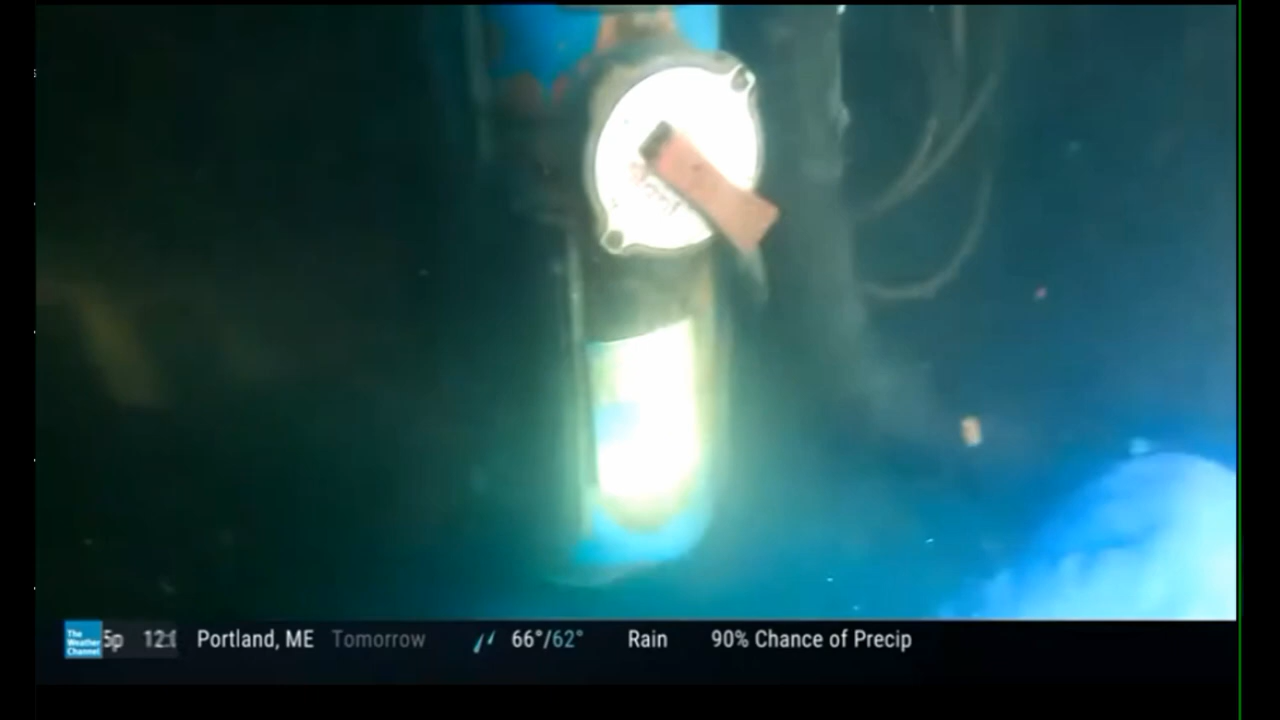 The
Weather
Channel
5p Portland, ME Tomorrow 66°/62° Rain 90% Chance of Precip